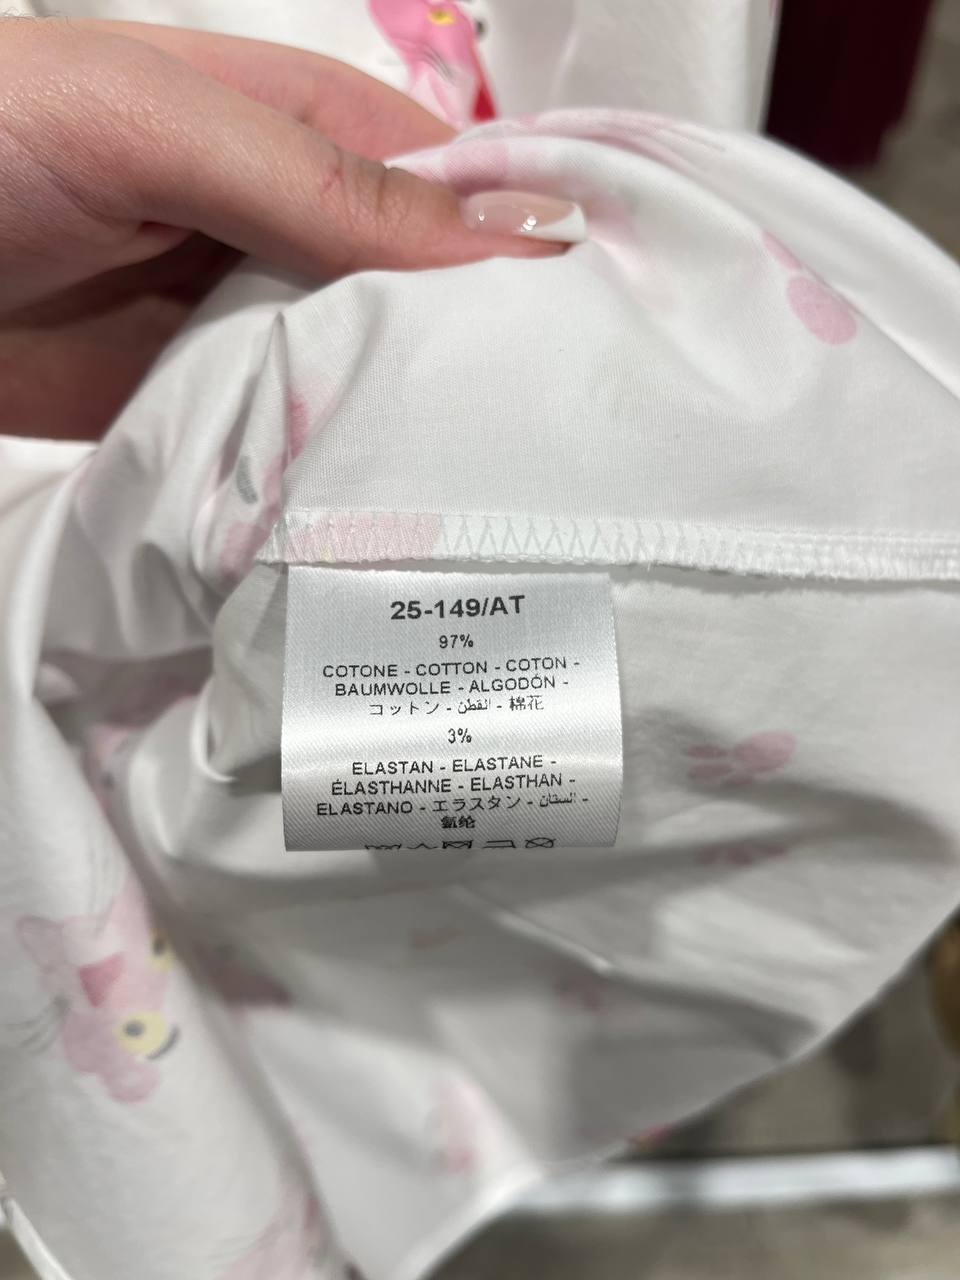 25-149/AT
97%
COTONE - COTTON - COTON -
BAUMWOLLE - ALGODÓN -
コットン - القطن - 棉花
3%
ELASTAN - ELASTANE -
ÉLASTHANNE - ELASTHAN -
ELASTANO - エラスタン - الستان -
氨纶